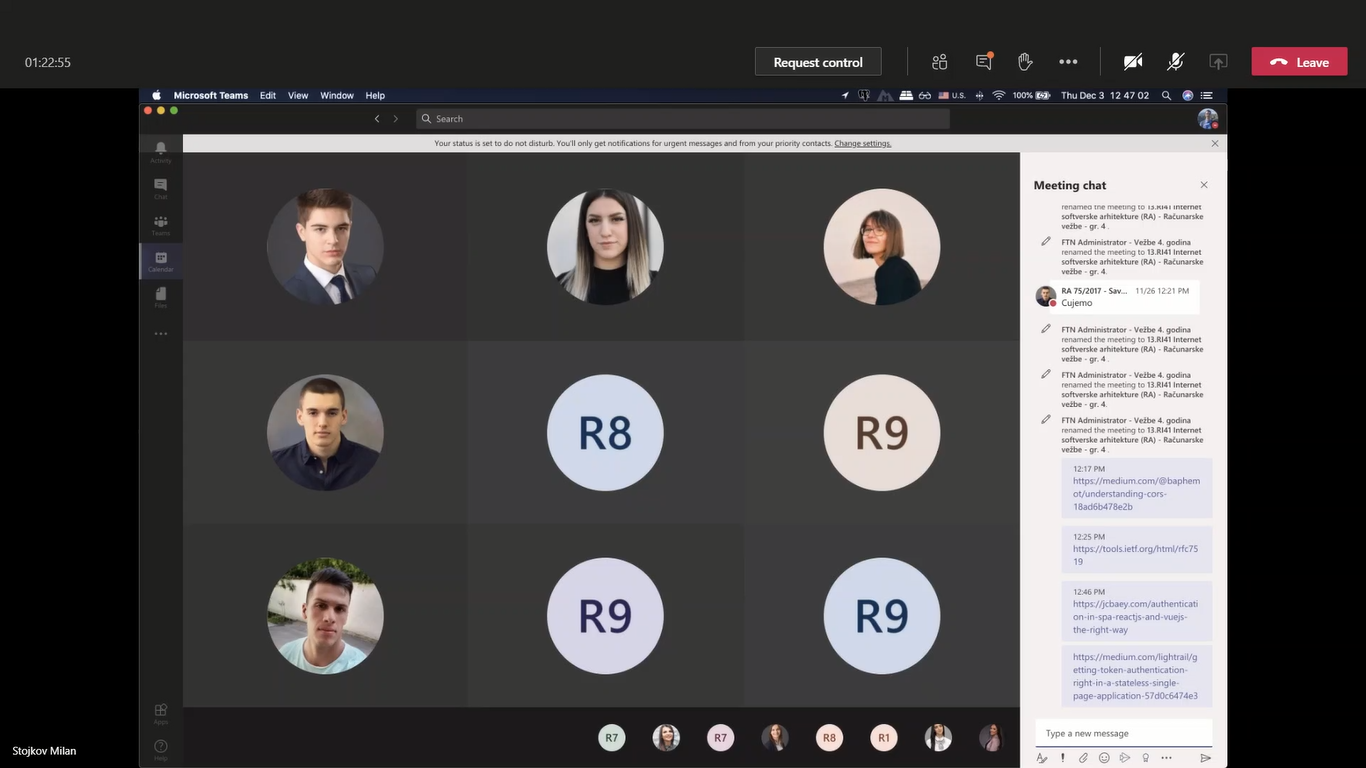 01:22:55
Request control
Leave
Microsoft Teams Edit View Window Help
U.S. 100% Thu Dec 3 12 47 02
Search
Your status is set to do not disturb. You'll only get notifications for urgent messages and from your priority contacts. Change settings.
Activity
Chat
Teams
Calendar
Files
Apps
Help
R8
R9
R9
R9
R7
R7
R8
R1
Meeting chat
renamed the meeting to 13.RI41 Internet
softverske arhitekture (RA) - Računarske
vežbe - gr. 4.
FTN Administrator - Vežbe 4. godina
renamed the meeting to 13.RI41 Internet
softverske arhitekture (RA) - Računarske
vežbe - gr. 4.
RA 75/2017 - Sav... 11/26 12:21 PM
Cujemo
FTN Administrator - Vežbe 4. godina
renamed the meeting to 13.RI41 Internet
softverske arhitekture (RA) - Računarske
vežbe - gr. 4 .
FTN Administrator - Vežbe 4. godina
renamed the meeting to 13.RI41 Internet
softverske arhitekture (RA) - Računarske
vežbe - gr. 4.
FTN Administrator - Vežbe 4. godina
renamed the meeting to 13.RI41 Internet
softverske arhitekture (RA) - Računarske
vežbe - gr. 4 .
12:17 PM
https://medium.com/@baphem
ot/understanding-cors-
18ad6b478e2b
12:25 PM
https://tools.ietf.org/html/rfc75
19
12:46 PM
https://jcbaey.com/authenticati
on-in-spa-reactjs-and-vuejs-
the-right-way
https://medium.com/lightrail/g
etting-token-authentication-
right-in-a-stateless-single-
page-application-57d0c6474e3
Type a new message
Stojkov Milan